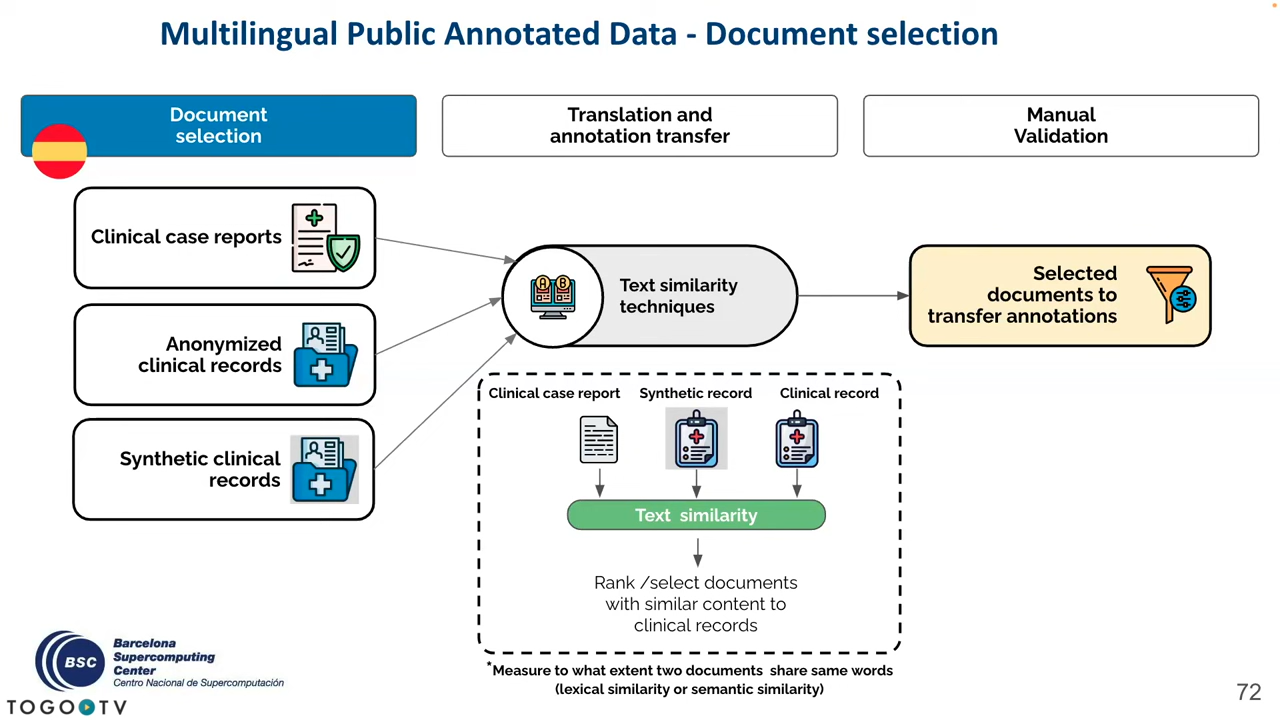 Multilingual Public Annotated Data - Document selection
Document
selection
Translation and
annotation transfer
Manual
Validation
Clinical case reports
Anonymized
clinical records
Synthetic clinical
records
A B
Text similarity
techniques
Selected
documents to
transfer annotations
Clinical case report Synthetic record Clinical record
Text similarity
Rank /select documents
with similar content to
clinical records
*Measure to what extent two documents share same words
(lexical similarity or semantic similarity)
BSC
Barcelona
Supercomputing
Center
Centro Nacional de Supercomputación
TOGO TV
72